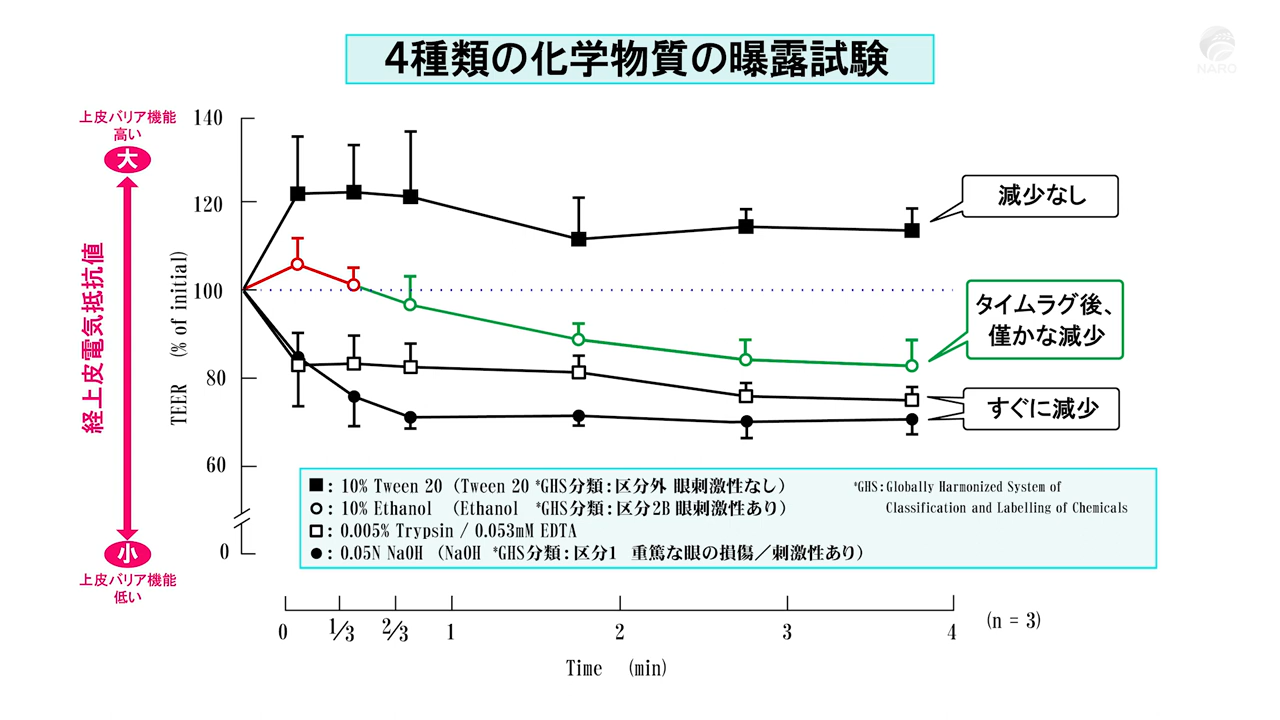 4種類の化学物質の曝露試験
NARO
上皮バリア機能
高い
大
経上皮電気抵抗値
小
上皮バリア機能
低い
TEER (% of initial)
140
120
100
80
60
0
減少なし
タイムラグ後、
僅かな減少
すぐに減少
■: 10% Tween 20 (Tween 20 *GHS分類:区分外 眼刺激性なし)
○: 10% Ethanol (Ethanol *GHS分類:区分2B 眼刺激性あり)
□: 0.005% Trypsin / 0.053mM EDTA
●: 0.05N NaOH (NaOH *GHS分類:区分1 重篤な眼の損傷/刺激性あり)
*GHS:Globally Harmonized System of
Classification and Labelling of Chemicals
0 1/3 2/3 1 2 3 4
(n = 3)
Time (min)